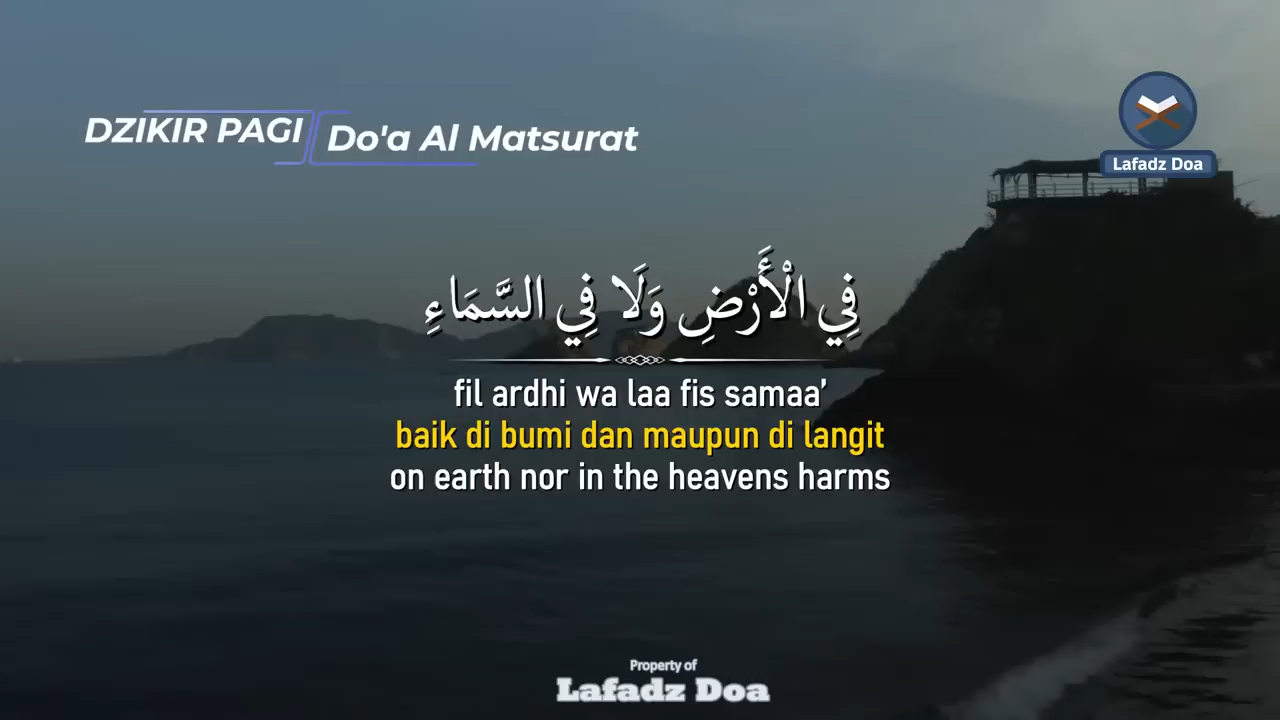 DZIKIR PAGI
Do'a Al Matsurat
Lafadz Doa
فِي الْأَرْضِ وَلَا فِي السَّمَاءِ
fil ardhi wa laa fis samaa’
baik di bumi dan maupun di langit
on earth nor in the heavens harms
Property of
Lafadz Doa